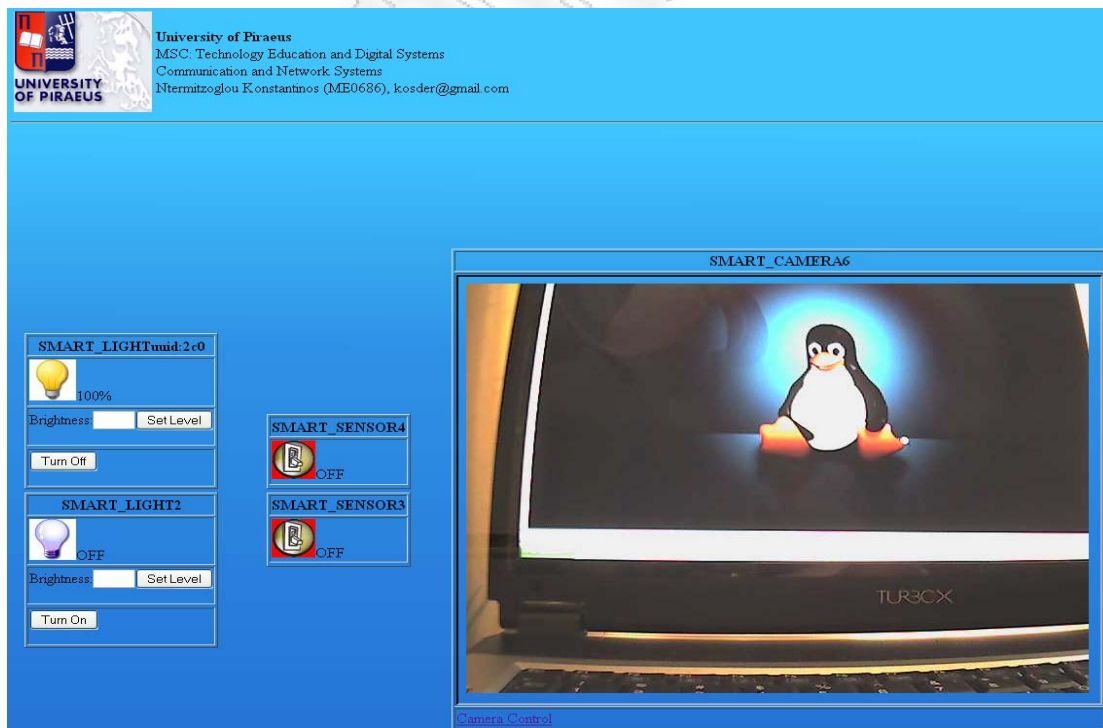 Π
Π
UNIVERSITY
OF PIRAEUS
University of Piraeus
MSC: Technology Education and Digital Systems
Communication and Network Systems
Ntermitzoglou Konstantinos (ME0686), kosder@gmail.com
SMART_LIGHTuuid:2c0
100%
Brightness: Set Level
Turn Off
SMART_LIGHT2
OFF
Brightness: Set Level
Turn On
SMART_SENSOR4
OFF
SMART_SENSOR3
OFF
SMART_CAMERA6
TURBOX
Camera Control